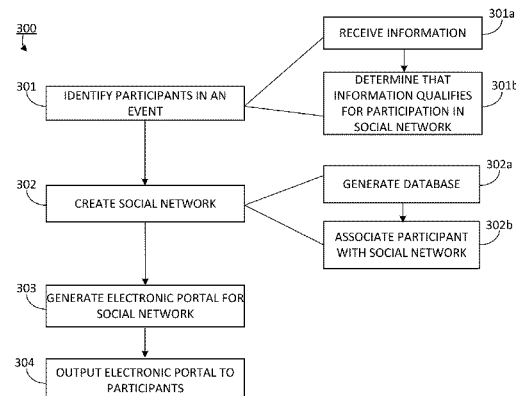 300
301
IDENTIFY PARTICIPANTS IN AN
EVENT
301a
RECEIVE INFORMATION
301b
DETERMINE THAT
INFORMATION QUALIFIES
FOR PARTICIPATION IN
SOCIAL NETWORK
302
CREATE SOCIAL NETWORK
302a
GENERATE DATABASE
302b
ASSOCIATE PARTICIPANT
WITH SOCIAL NETWORK
303
GENERATE ELECTRONIC PORTAL FOR
SOCIAL NETWORK
304
OUTPUT ELECTRONIC PORTAL TO
PARTICIPANTS